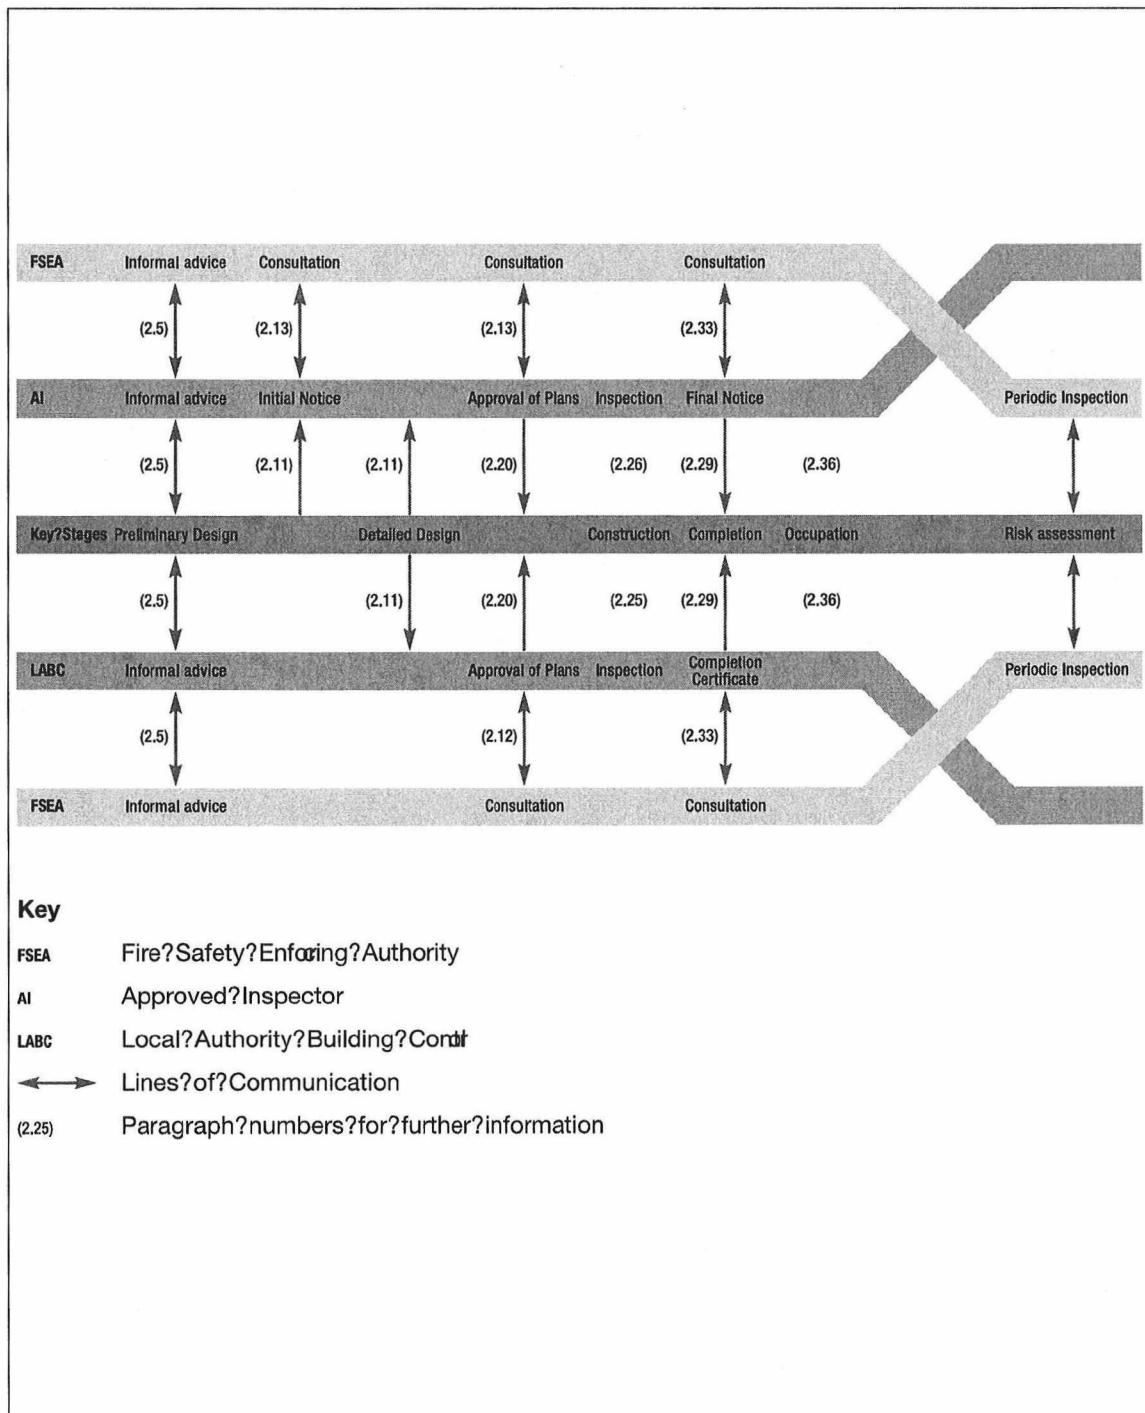 FSEA Informal advice Consultation Consultation Consultation
(2.5) (2.13) (2.13) (2.33)
AI Informal advice Initial Notice Approval of Plans Inspection Final Notice Periodic Inspection
(2.5) (2.11) (2.11) (2.20) (2.26) (2.29) (2.36)
Key?Stages Preliminary Design Detailed Design Construction Completion Occupation Risk assessment
(2.5) (2.11) (2.20) (2.25) (2.29) (2.36)
LABC Informal advice Approval of Plans Inspection Completion Certificate Periodic Inspection
(2.5) (2.12) (2.33)
FSEA Informal advice Consultation Consultation
Key
FSEA Fire?Safety?Enforcing?Authority
AI Approved?Inspector
LABC Local?Authority?Building?
Lines?of?Communication
(2.25) Paragraph?numbers?for?further?information